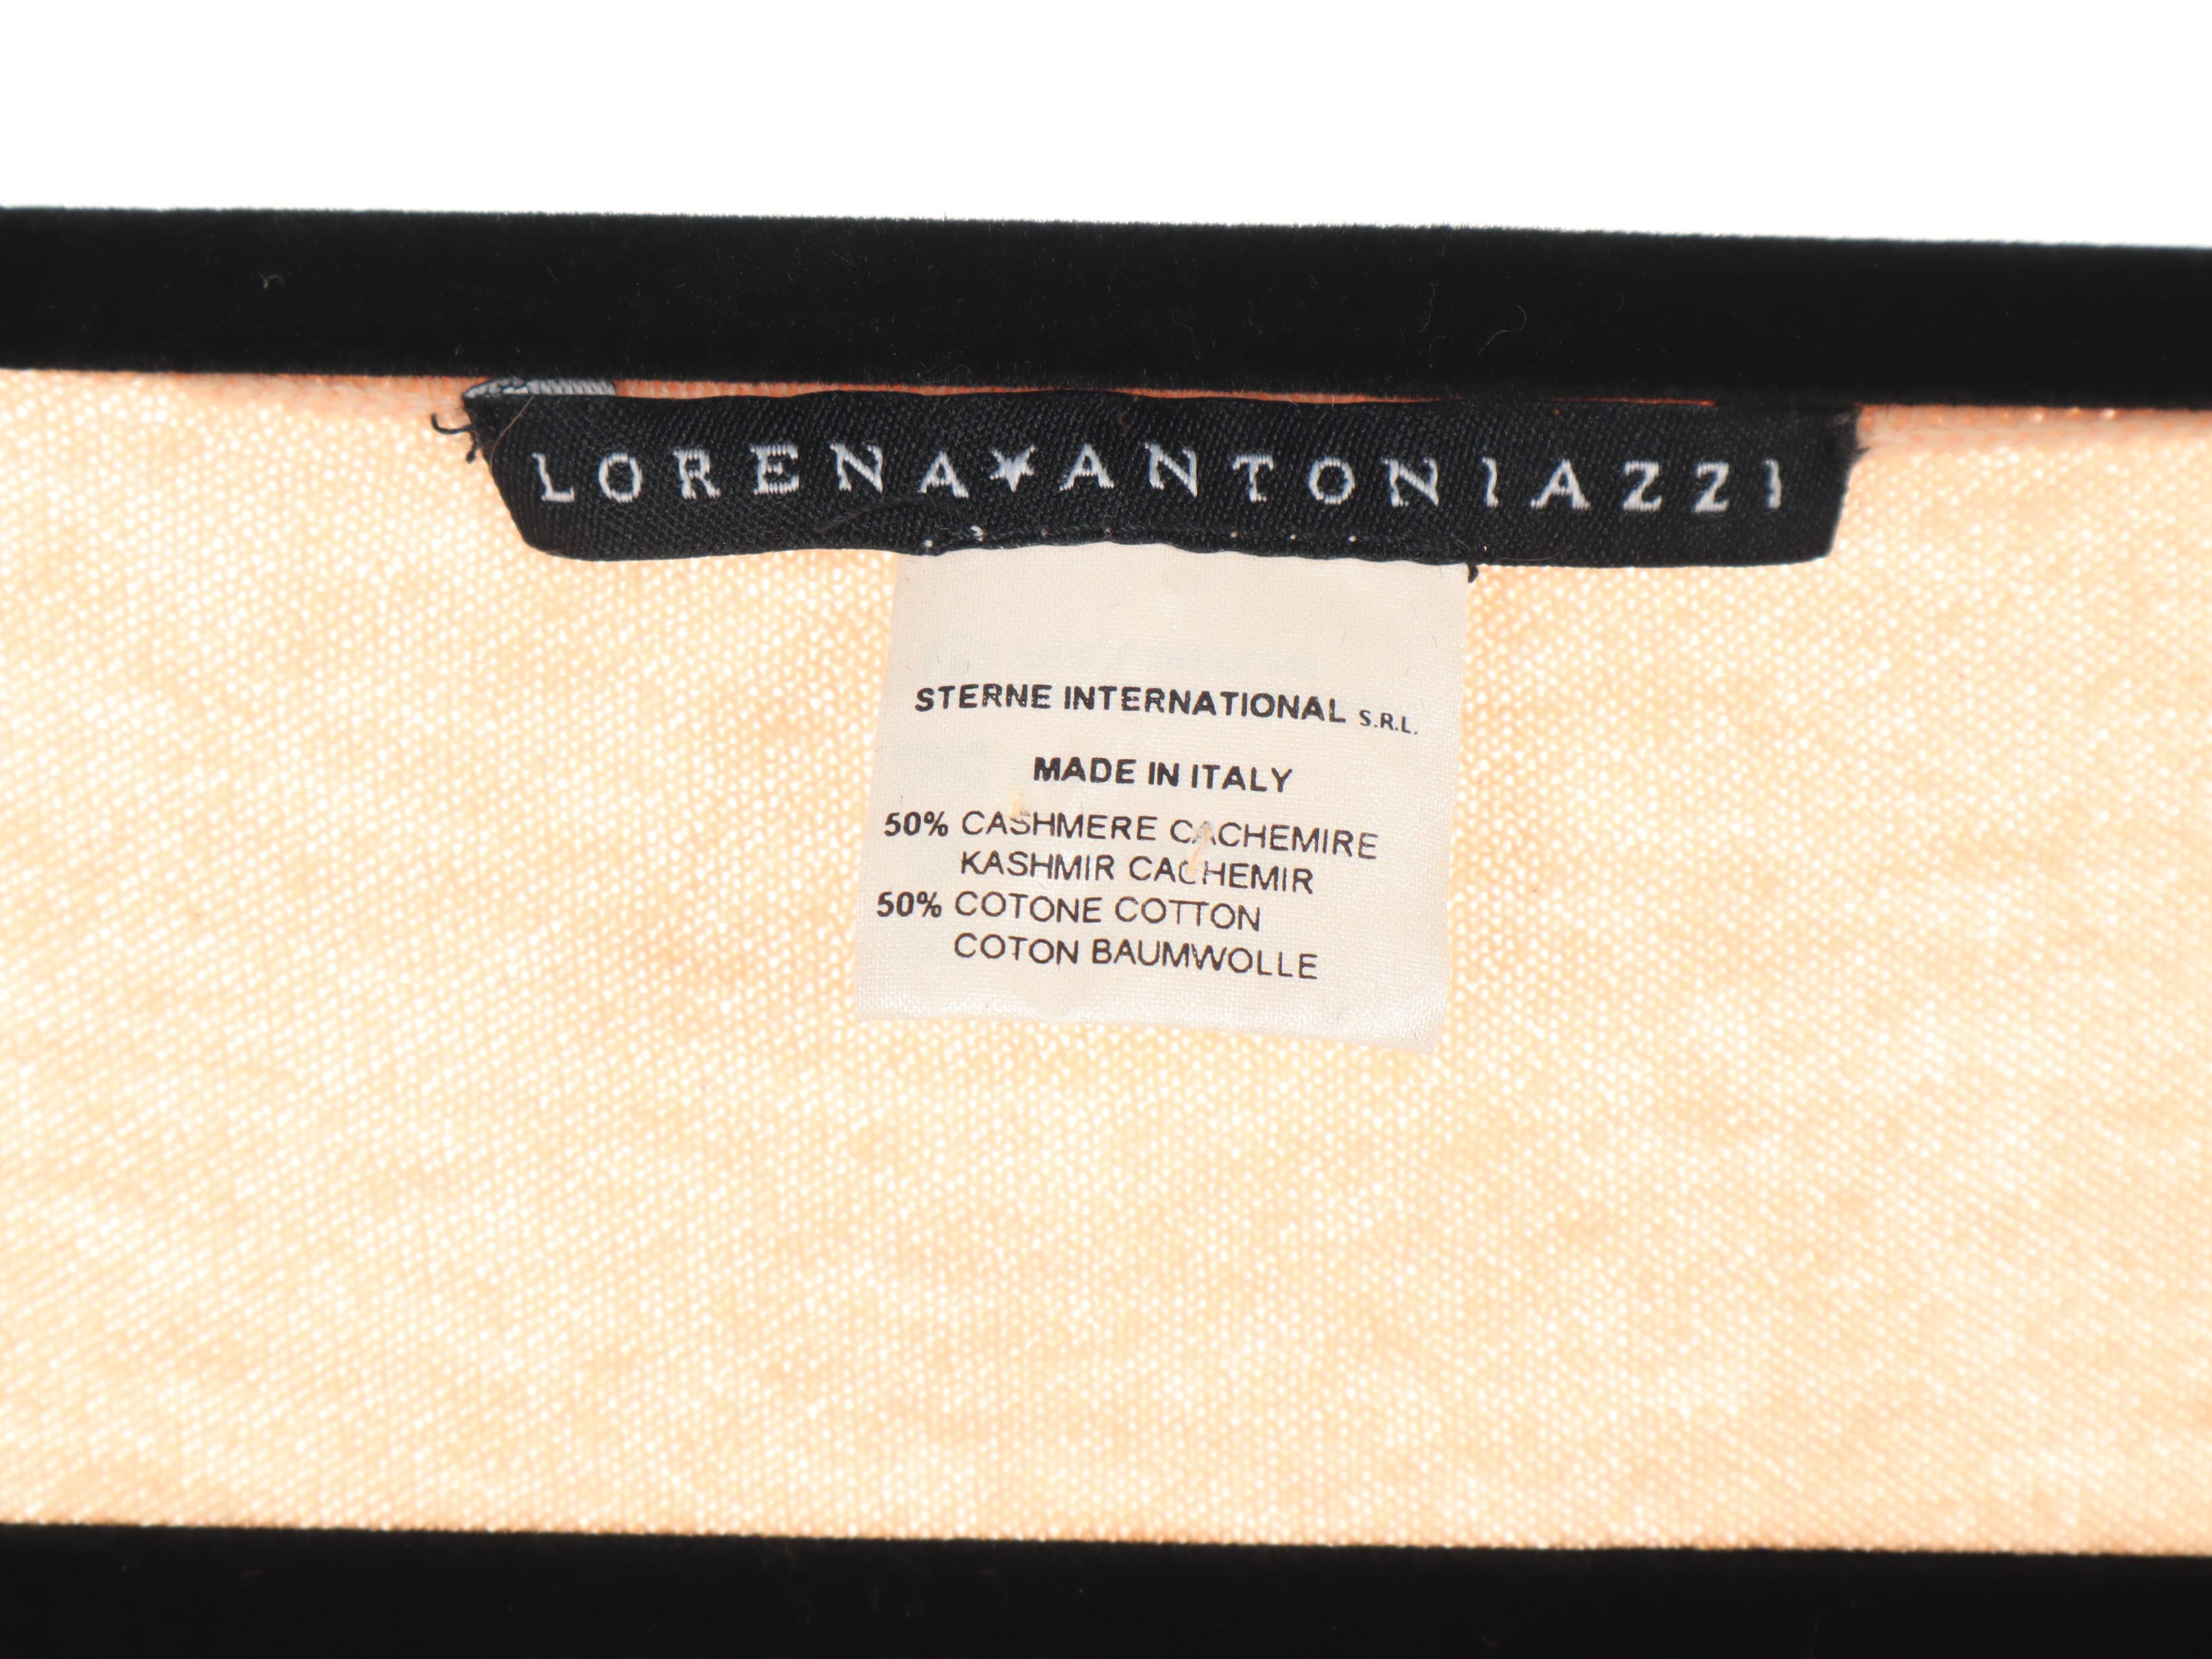 LORENA★ANTONIAZZI
STERNE INTERNATIONAL S.R.L.
MADE IN ITALY
50% CASHMERE CACHEMIRE
KASHMIR CACHEMIR
50% COTONE COTTON
COTON BAUMWOLLE